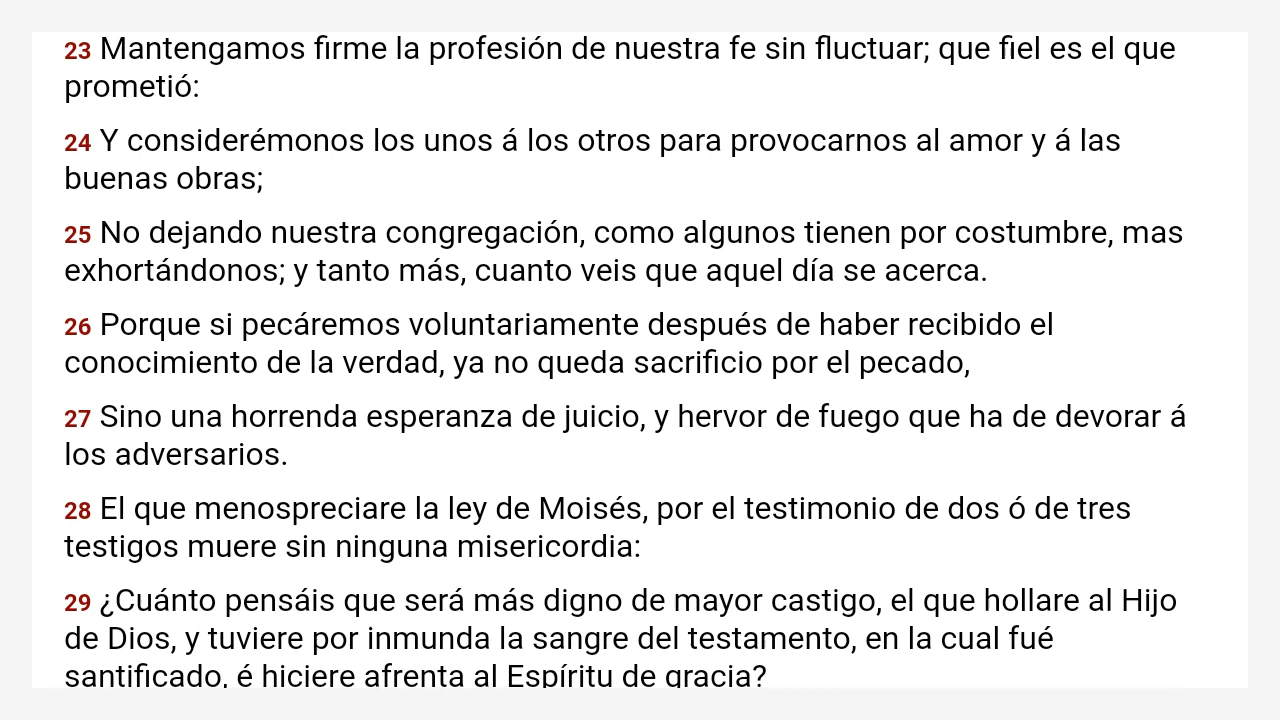 23 Mantengamos firme la profesión de nuestra fe sin fluctuar; que fiel es el que
prometió:
24 Y considerémonos los unos á los otros para provocarnos al amor y á las
buenas obras;
25 No dejando nuestra congregación, como algunos tienen por costumbre, mas
exhortándonos; y tanto más, cuanto veis que aquel día se acerca.
26 Porque si pecáremos voluntariamente después de haber recibido el
conocimiento de la verdad, ya no queda sacrificio por el pecado,
27 Sino una horrenda esperanza de juicio, y hervor de fuego que ha de devorar á
los adversarios.
28 El que menospreciare la ley de Moisés, por el testimonio de dos ó de tres
testigos muere sin ninguna misericordia:
29 ¿Cuánto pensáis que será más digno de mayor castigo, el que hollare al Hijo
de Dios, y tuviere por inmunda la sangre del testamento, en la cual fué
santificado, é hiciere afrenta al Espíritu de gracia?